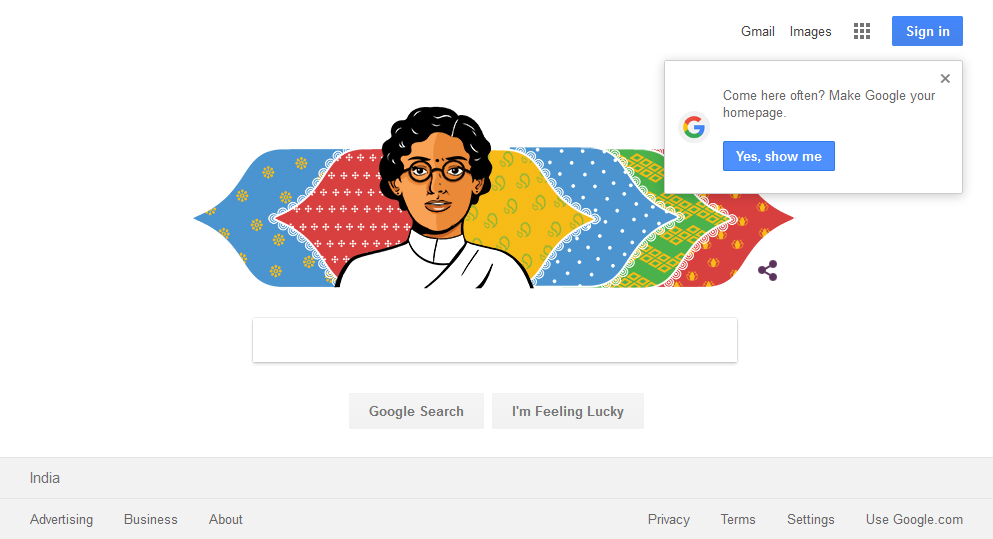 Gmail Images Sign in
Come here often? Make Google your
homepage.
Yes, show me
Google Search I'm Feeling Lucky
India
Advertising Business About Privacy Terms Settings Use Google.com